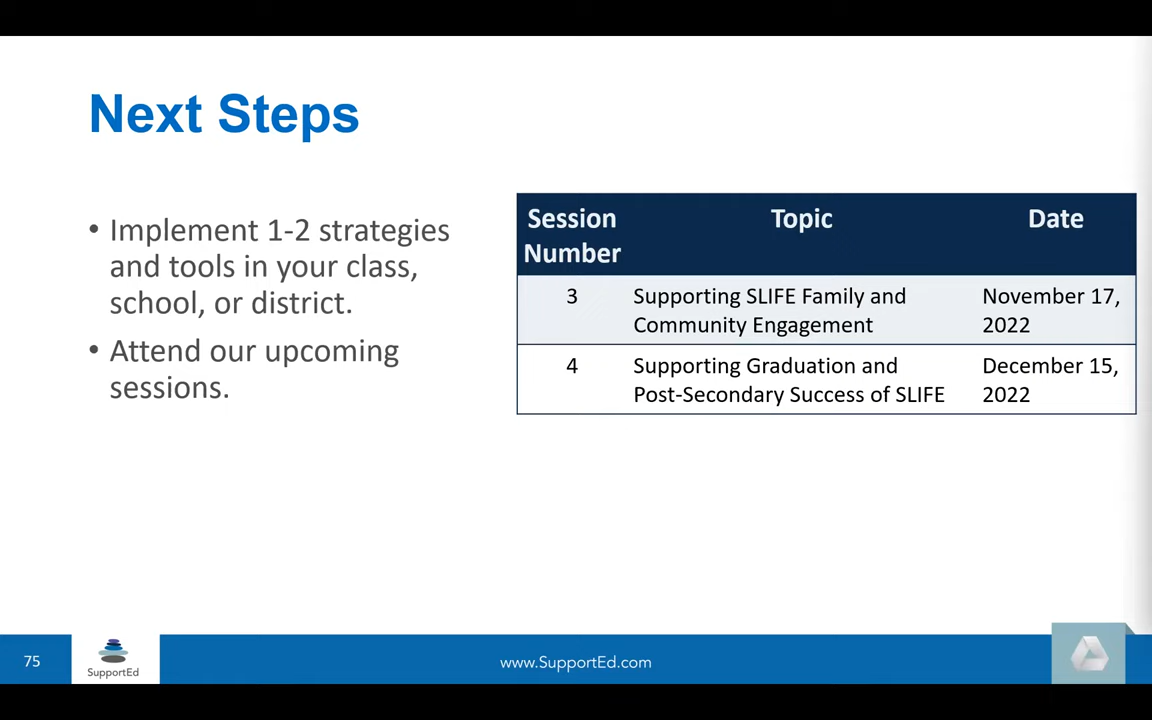 Next Steps
• Implement 1-2 strategies
and tools in your class,
school, or district.
• Attend our upcoming
sessions.
Session Number Topic Date
3 Supporting SLIFE Family and Community Engagement November 17, 2022
4 Supporting Graduation and Post-Secondary Success of SLIFE December 15, 2022
75
SupportEd
www.SupportEd.com